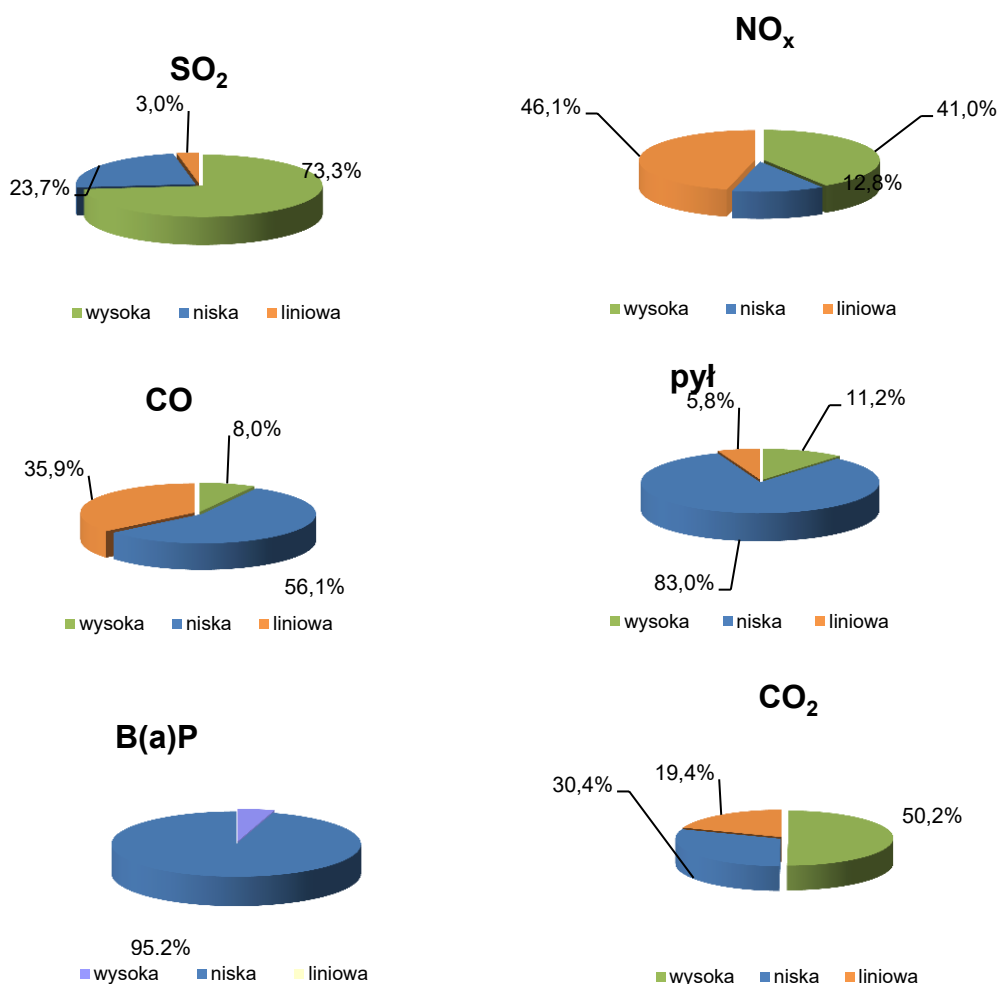 SO2
3,0%
73,3%
23,7%
wysoka niska liniowa
NOx
46,1%
41,0%
12,8%
wysoka niska liniowa
CO
8,0%
35,9%
56,1%
wysoka niska liniowa
pył
5,8%
11,2%
83,0%
wysoka niska liniowa
B(a)P
95.2%
wysoka niska liniowa
CO2
19,4%
30,4%
50,2%
wysoka niska liniowa